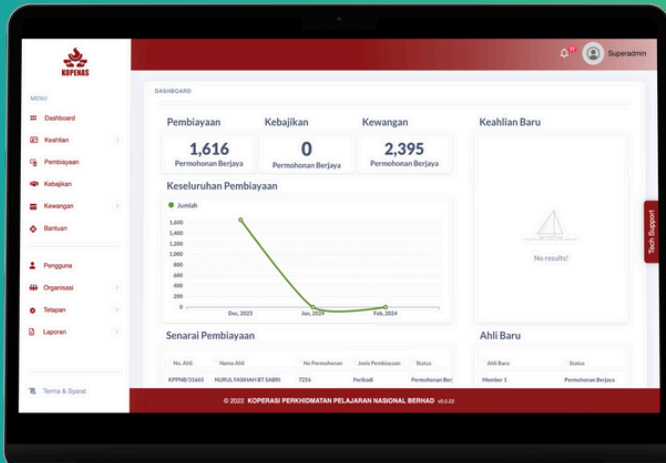 KOPENAS
17
Superadmin
MENU
Dashboard
Keahlian
Pembiayaan
Kebajikan
Kewangan
Bantuan
Pengguna
Organisasi
Tetapan
Laporan
Terma & Syarat
DASHBOARD
Pembiayaan
1,616
Permohonan Berjaya
Kebajikan
0
Permohonan Berjaya
Kewangan
2,395
Permohonan Berjaya
Keahlian Baru
No results!
Keseluruhan Pembiayaan
Jumlah
1,600
1,400
1,200
1,000
800
600
400
200
0
Dec, 2023
Jan, 2024
Feb, 2024
Tech Support
Senarai Pembiayaan
No. Ahli Nama Ahli No Permohonan Jenis Pembiayaan Status
KPPNB/31665 NURUL FASIHAH BT SABRI 7256 Peribadi Permohonan Ber
Ahli Baru
Ahli Baru Status
Member 1 Permohonan Berjaya
© 2022 KOPERASI PERKHIDMATAN PELAJARAN NASIONAL BERHAD v0.0.22